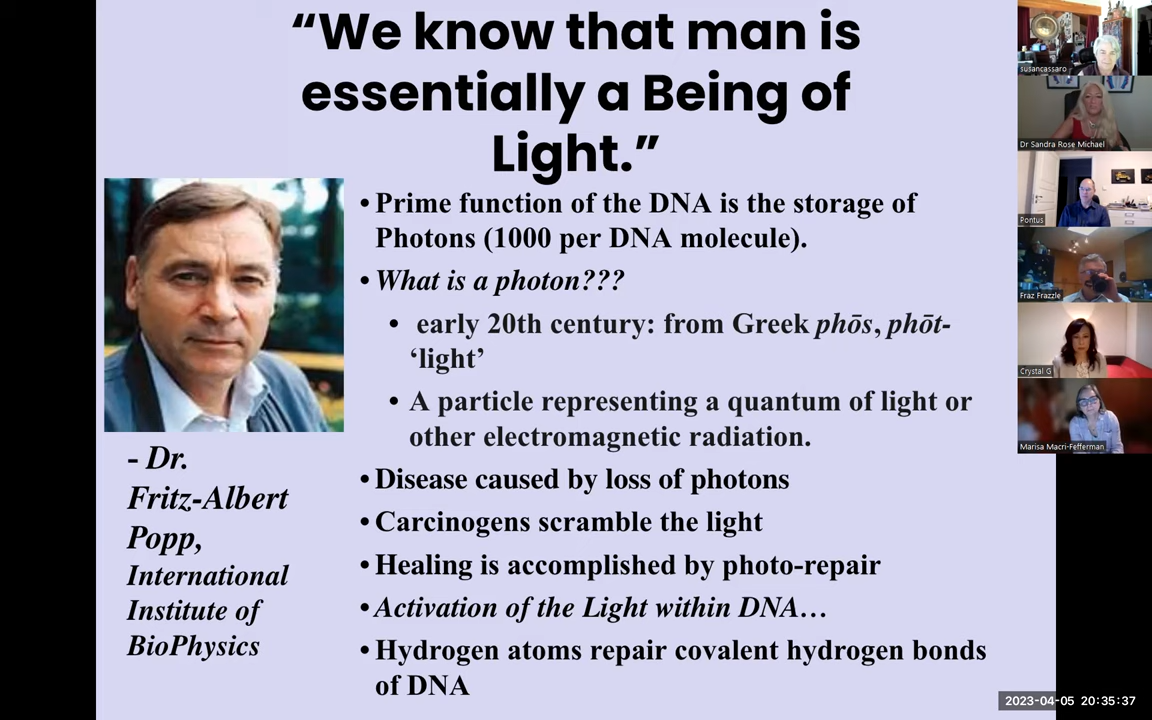 “We know that man is
essentially a Being of
Light.”
• Prime function of the DNA is the storage of
Photons (1000 per DNA molecule).
• What is a photon???
• early 20th century: from Greek phōs, phōt-
‘light’
• A particle representing a quantum of light or
other electromagnetic radiation.
• Disease caused by loss of photons
• Carcinogens scramble the light
• Healing is accomplished by photo-repair
• Activation of the Light within DNA…
• Hydrogen atoms repair covalent hydrogen bonds
of DNA
- Dr.
Fritz-Albert
Popp,
International
Institute of
BioPhysics
susancassaro
Dr Sandra Rose Michael
Pontus
Fraz Frazzle
Crystal G
Marisa Macri-Fefferman
2023-04-05 20:35:37